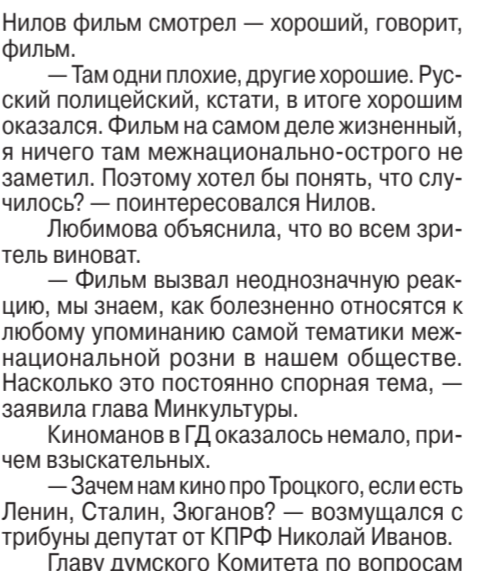 Нилов фильм смотрел — хороший, говорит,
фильм.
— Там одни плохие, другие хорошие. Рус-
ский полицейский, кстати, в итоге хорошим
оказался. Фильм на самом деле жизненный,
я ничего там межнационально-острого не
заметил. Поэтому хотел бы понять, что слу-
чилось? — поинтересовался Нилов.
Любимова объяснила, что во всем зри-
тель виноват.
— Фильм вызвал неоднозначную реак-
цию, мы знаем, как болезненно относятся к
любому упоминанию самой тематики меж-
национальной розни в нашем обществе.
Насколько это постоянно спорная тема, —
заявила глава Минкультуры.
Киноманов в ГД оказалось немало, при-
чем взыскательных.
— Зачем нам кино про Троцкого, если есть
Ленин, Сталин, Зюганов? — возмущался с
трибуны депутат от КПРФ Николай Иванов.
Главу думского Комитета по вопросам